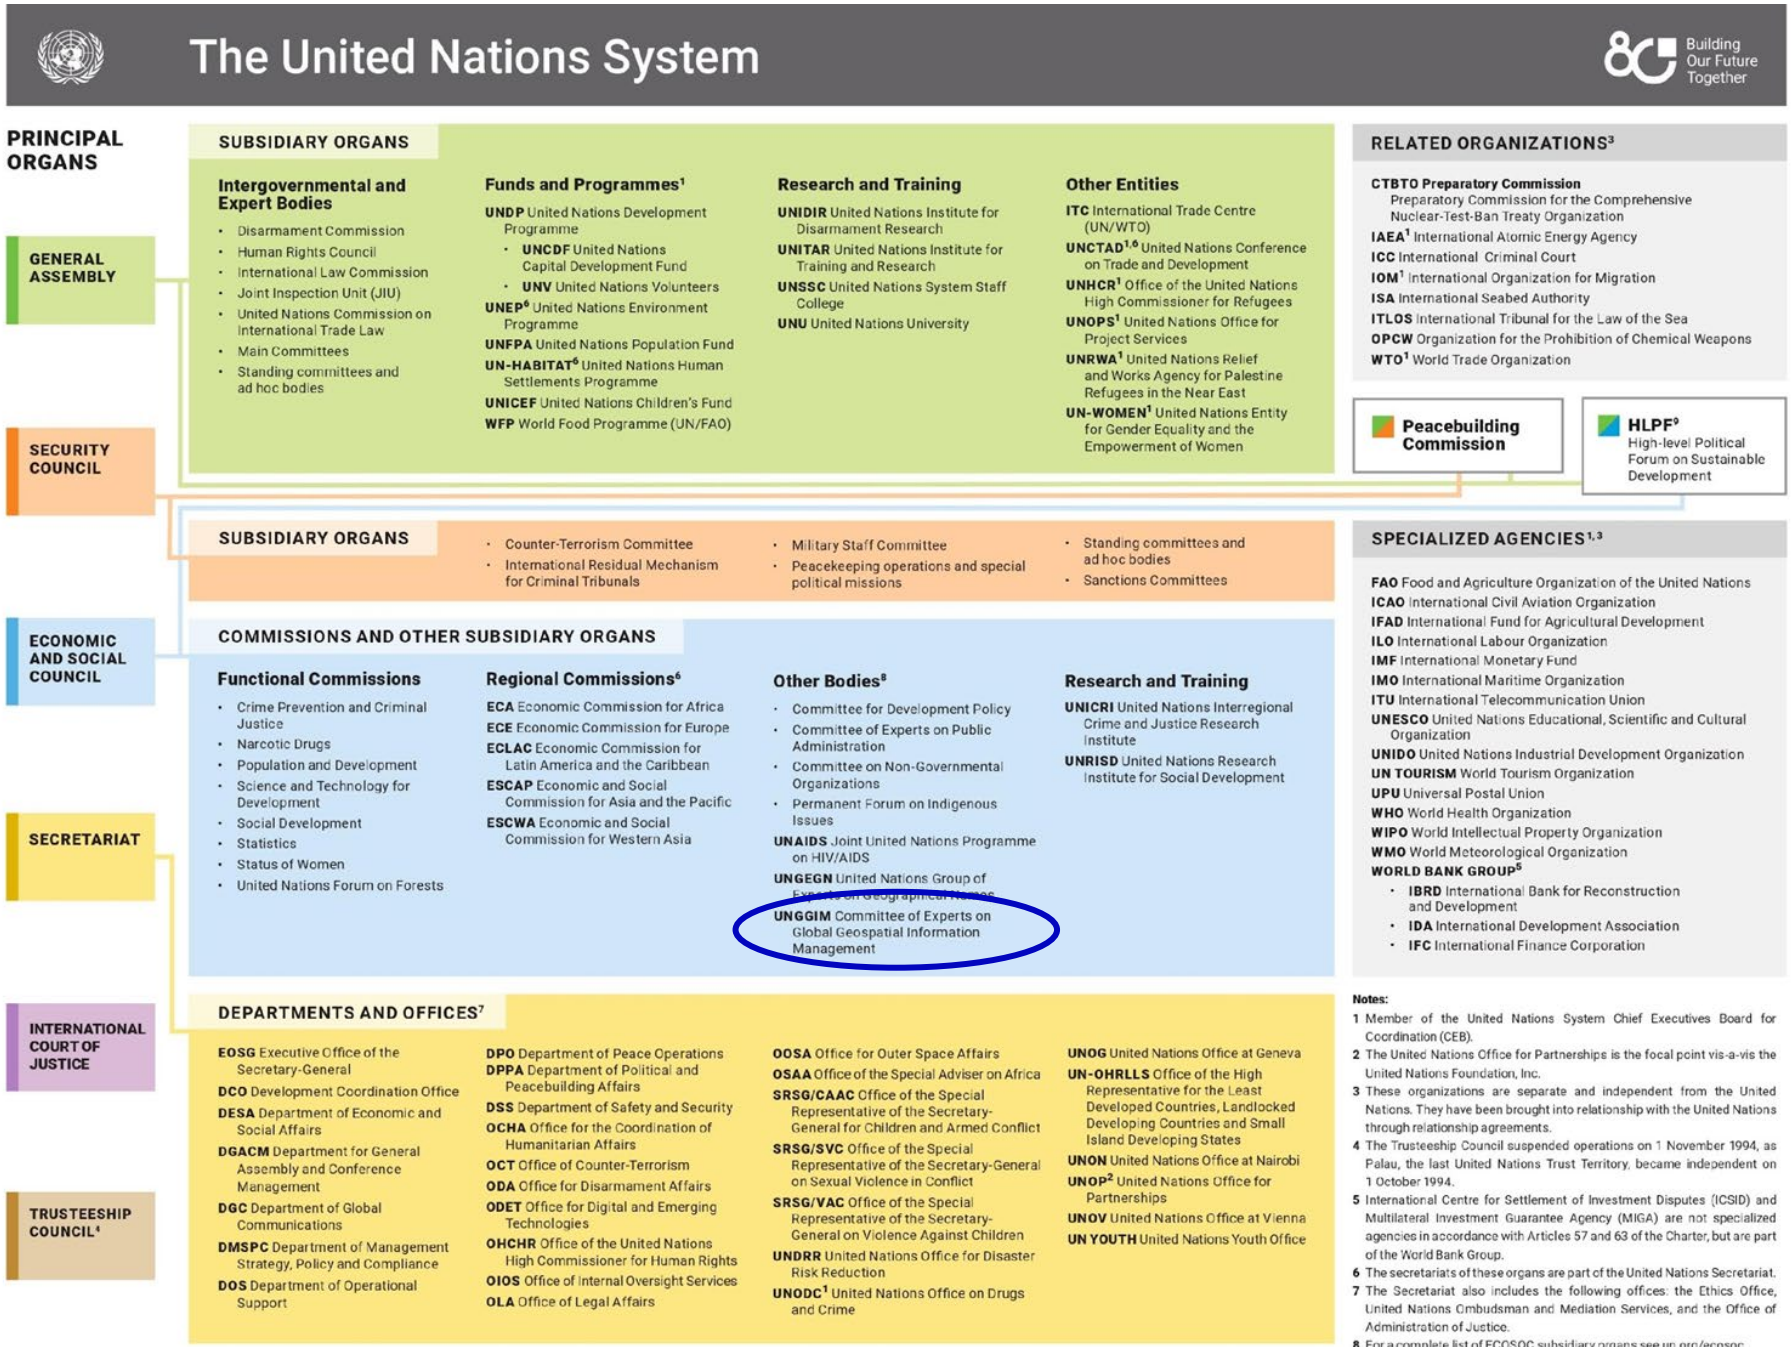 The United Nations System
8C
Building
Our Future
Together
PRINCIPAL
ORGANS
GENERAL
ASSEMBLY
SECURITY
COUNCIL
ECONOMIC
AND SOCIAL
COUNCIL
SECRETARIAT
INTERNATIONAL
COURT OF
JUSTICE
TRUSTEESHIP
COUNCIL⁴
SUBSIDIARY ORGANS
Intergovernmental and
Expert Bodies
• Disarmament Commission
• Human Rights Council
• International Law Commission
• Joint Inspection Unit (JIU)
• United Nations Commission on
International Trade Law
• Main Committees
• Standing committees and
ad hoc bodies
Funds and Programmes¹
UNDP United Nations Development
Programme
• UNCDF United Nations
Capital Development Fund
• UNV United Nations Volunteers
UNEP⁶ United Nations Environment
Programme
UNFPA United Nations Population Fund
UN-HABITAT⁶ United Nations Human
Settlements Programme
UNICEF United Nations Children's Fund
WFP World Food Programme (UN/FAO)
Research and Training
UNIDIR United Nations Institute for
Disarmament Research
UNITAR United Nations Institute for
Training and Research
UNSSC United Nations System Staff
College
UNU United Nations University
Other Entities
ITC International Trade Centre
(UN/WTO)
UNCTAD¹,⁶ United Nations Conference
on Trade and Development
UNHCR¹ Office of the United Nations
High Commissioner for Refugees
UNOPS¹ United Nations Office for
Project Services
UNRWA¹ United Nations Relief
and Works Agency for Palestine
Refugees in the Near East
UN-WOMEN¹ United Nations Entity
for Gender Equality and the
Empowerment of Women
RELATED ORGANIZATIONS³
CTBTO Preparatory Commission
Preparatory Commission for the Comprehensive
Nuclear-Test-Ban Treaty Organization
IAEA¹ International Atomic Energy Agency
ICC International Criminal Court
IOM¹ International Organization for Migration
ISA International Seabed Authority
ITLOS International Tribunal for the Law of the Sea
OPCW Organization for the Prohibition of Chemical Weapons
WTO¹ World Trade Organization
Peacebuilding
Commission
HLPF⁹
High-level Political
Forum on Sustainable
Development
SUBSIDIARY ORGANS
• Counter-Terrorism Committee
• International Residual Mechanism
for Criminal Tribunals
• Military Staff Committee
• Peacekeeping operations and special
political missions
• Standing committees and
ad hoc bodies
• Sanctions Committees
COMMISSIONS AND OTHER SUBSIDIARY ORGANS
Functional Commissions
• Crime Prevention and Criminal
Justice
• Narcotic Drugs
• Population and Development
• Science and Technology for
Development
• Social Development
• Statistics
• Status of Women
• United Nations Forum on Forests
Regional Commissions⁶
ECA Economic Commission for Africa
ECE Economic Commission for Europe
ECLAC Economic Commission for
Latin America and the Caribbean
ESCAP Economic and Social
Commission for Asia and the Pacific
ESCWA Economic and Social
Commission for Western Asia
Other Bodies⁸
• Committee for Development Policy
• Committee of Experts on Public
Administration
• Committee on Non-Governmental
Organizations
• Permanent Forum on Indigenous
Issues
UNAIDS Joint United Nations Programme
on HIV/AIDS
UNGEGN United Nations Group of
Experts on Geographical Names
UNGGIM Committee of Experts on
Global Geospatial Information
Management
Research and Training
UNICRI United Nations Interregional
Crime and Justice Research
Institute
UNRISD United Nations Research
Institute for Social Development
SPECIALIZED AGENCIES¹,³
FAO Food and Agriculture Organization of the United Nations
ICAO International Civil Aviation Organization
IFAD International Fund for Agricultural Development
ILO International Labour Organization
IMF International Monetary Fund
IMO International Maritime Organization
ITU International Telecommunication Union
UNESCO United Nations Educational, Scientific and Cultural
Organization
UNIDO United Nations Industrial Development Organization
UN TOURISM World Tourism Organization
UPU Universal Postal Union
WHO World Health Organization
WIPO World Intellectual Property Organization
WMO World Meteorological Organization
WORLD BANK GROUP⁵
• IBRD International Bank for Reconstruction
and Development
• IDA International Development Association
• IFC International Finance Corporation
DEPARTMENTS AND OFFICES⁷
EOSG Executive Office of the
Secretary-General
DCO Development Coordination Office
DESA Department of Economic and
Social Affairs
DGACM Department for General
Assembly and Conference
Management
DGC Department of Global
Communications
DMSPC Department of Management
Strategy, Policy and Compliance
DOS Department of Operational
Support
DPO Department of Peace Operations
DPPA Department of Political and
Peacebuilding Affairs
DSS Department of Safety and Security
OCHA Office for the Coordination of
Humanitarian Affairs
OCT Office of Counter-Terrorism
ODA Office for Disarmament Affairs
ODET Office for Digital and Emerging
Technologies
OHCHR Office of the United Nations
High Commissioner for Human Rights
OIOS Office of Internal Oversight Services
OLA Office of Legal Affairs
OOSA Office for Outer Space Affairs
OSAA Office of the Special Adviser on Africa
SRSG/CAAC Office of the Special
Representative of the Secretary-
General for Children and Armed Conflict
SRSG/SVC Office of the Special
Representative of the Secretary-General
on Sexual Violence in Conflict
SRSG/VAC Office of the Special
Representative of the Secretary-
General on Violence Against Children
UNDRR United Nations Office for Disaster
Risk Reduction
UNODC¹ United Nations Office on Drugs
and Crime
UNOG United Nations Office at Geneva
UN-OHRLLS Office of the High
Representative for the Least
Developed Countries, Landlocked
Developing Countries and Small
Island Developing States
UNON United Nations Office at Nairobi
UNOP² United Nations Office for
Partnerships
UNOV United Nations Office at Vienna
UN YOUTH United Nations Youth Office
Notes:
1 Member of the United Nations System Chief Executives Board for
Coordination (CEB).
2 The United Nations Office for Partnerships is the focal point vis-a-vis the
United Nations Foundation, Inc.
3 These organizations are separate and independent from the United
Nations. They have been brought into relationship with the United Nations
through relationship agreements.
4 The Trusteeship Council suspended operations on 1 November 1994, as
Palau, the last United Nations Trust Territory, became independent on
1 October 1994.
5 International Centre for Settlement of Investment Disputes (ICSID) and
Multilateral Investment Guarantee Agency (MIGA) are not specialized
agencies in accordance with Articles 57 and 63 of the Charter, but are part
of the World Bank Group.
6 The secretariats of these organs are part of the United Nations Secretariat.
7 The Secretariat also includes the following offices: the Ethics Office,
United Nations Ombudsman and Mediation Services, and the Office of
Administration of Justice.
8 For a complete list of ECOSOC subsidiary organs see un.org/ecosoc